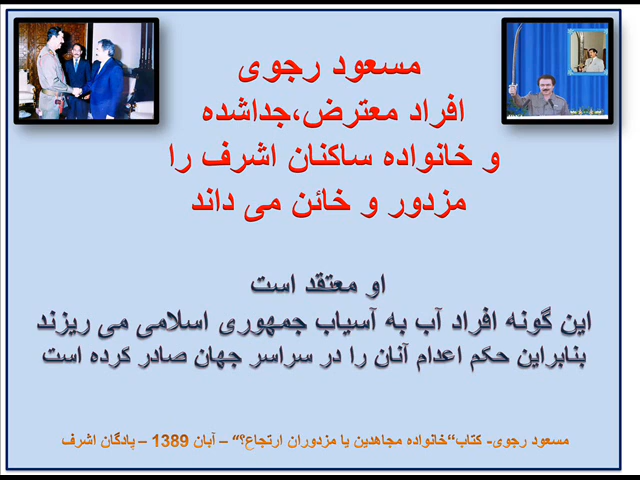 مسعود رجوی
افراد معترض،جداشده
و خانواده ساکنان اشرف را
مزدور و خائن می داند
او معتقد است
این گونه افراد آب به آسیاب جمهوری اسلامی می ریزند
بنابراین حکم اعدام آنان را در سراسر جهان صادر کرده است
مسعود رجوی- کتاب“خانواده مجاهدین یا مزدوران ارتجاع؟” – آبان 1389 – پادگان اشرف